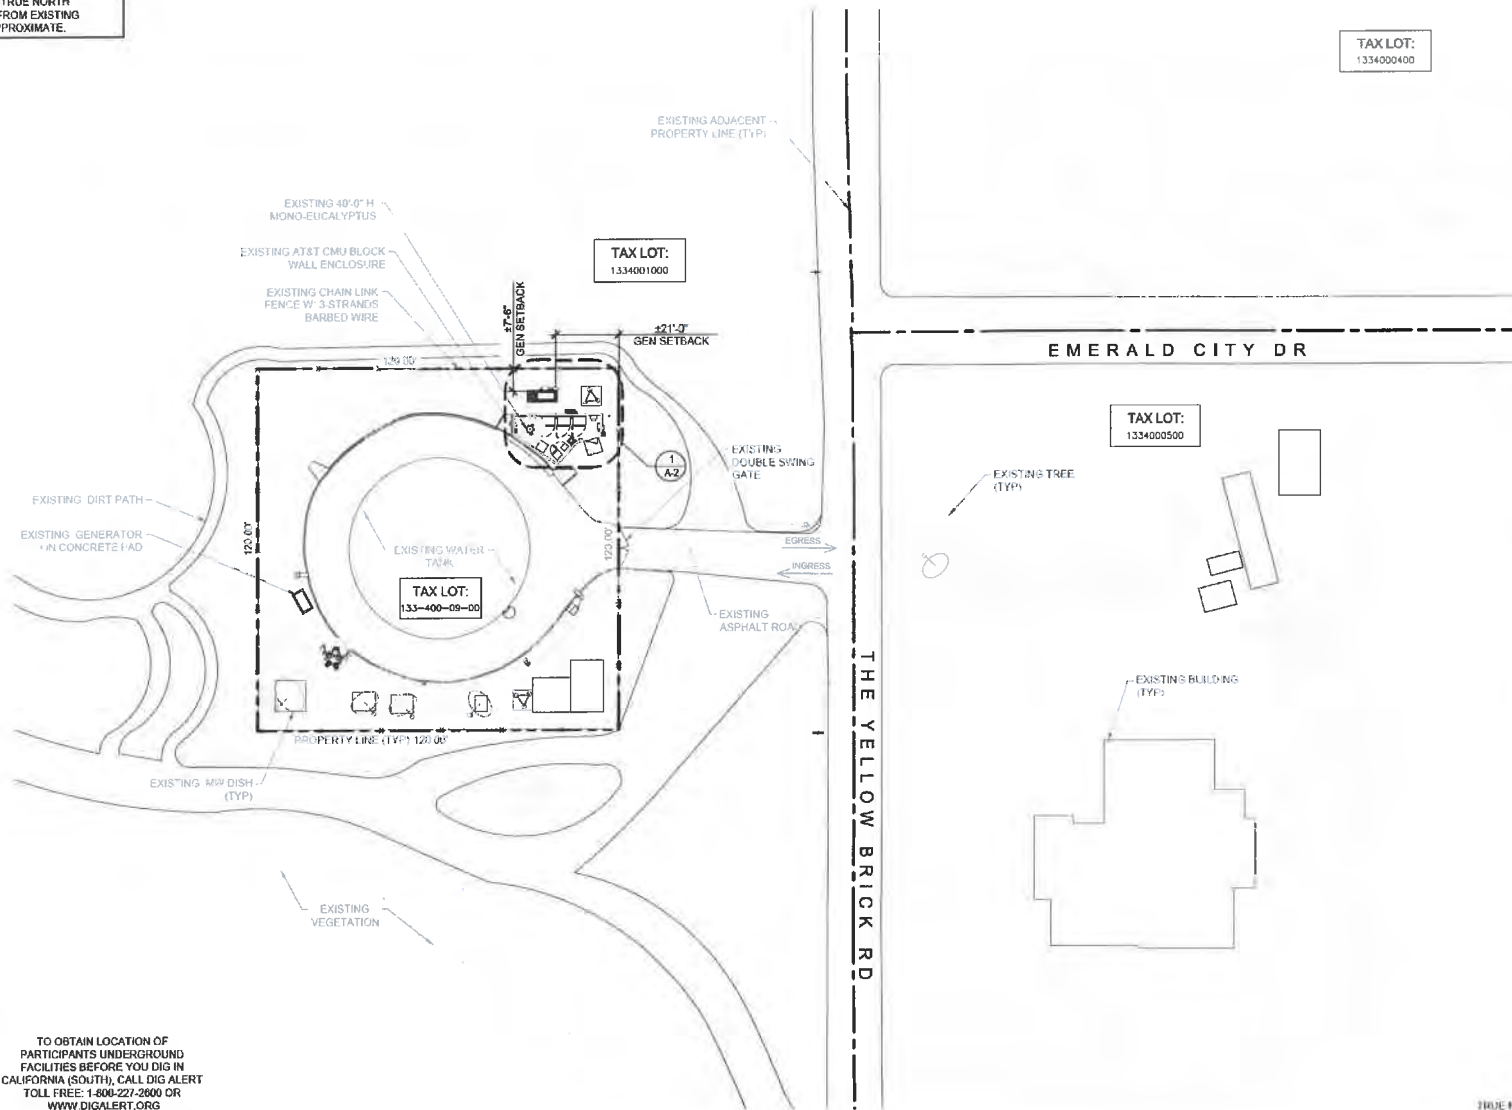 TRUE NORTH
FROM EXISTING
APPROXIMATE.
TAX LOT:
1334000400
EXISTING ADJACENT
PROPERTY LINE (TYP)
EXISTING 40'-0" H
MONO-EUCALYPTUS
EXISTING AT&T CMU BLOCK
WALL ENCLOSURE
EXISTING CHAIN LINK
FENCE W/ 3-STRANDS
BARBED WIRE
TAX LOT:
1334001000
±7'-6"
GEN SETBACK
±21'-0"
GEN SETBACK
120.00'
EMERALD CITY DR
TAX LOT:
1334000500
1
A-2
EXISTING
DOUBLE SWING
GATE
EXISTING TREE
(TYP)
EXISTING DIRT PATH
EXISTING GENERATOR
ON CONCRETE PAD
120.00'
EXISTING WATER
TANK
120.00'
EGRESS
INGRESS
TAX LOT:
133-400-09-00
EXISTING
ASPHALT ROAD
THE YELLOW BRICK RD
EXISTING BUILDING
(TYP)
PROPERTY LINE (TYP) 120.00'
EXISTING MW DISH
(TYP)
EXISTING
VEGETATION
TO OBTAIN LOCATION OF
PARTICIPANTS UNDERGROUND
FACILITIES BEFORE YOU DIG IN
CALIFORNIA (SOUTH), CALL DIG ALERT
TOLL FREE: 1-800-227-2600 OR
WWW.DIGALERT.ORG
TRUE